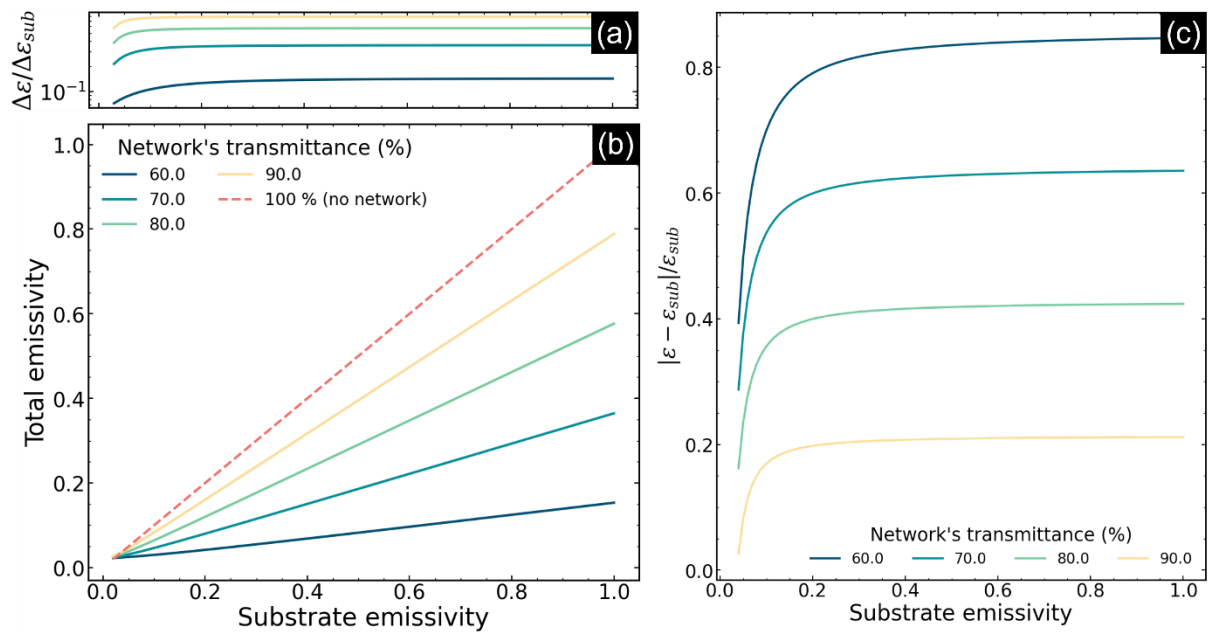 (a)
Δε/Δε_sub
10⁻¹
(b)
Network's transmittance (%)
60.0
70.0
80.0
90.0
100 % (no network)
Total emissivity
1.0
0.8
0.6
0.4
0.2
0.0
0.0 0.2 0.4 0.6 0.8 1.0
Substrate emissivity
(c)
|ε − ε_sub|/ε_sub
0.8
0.6
0.4
0.2
0.0
Network's transmittance (%)
60.0 70.0 80.0 90.0
0.0 0.2 0.4 0.6 0.8 1.0
Substrate emissivity